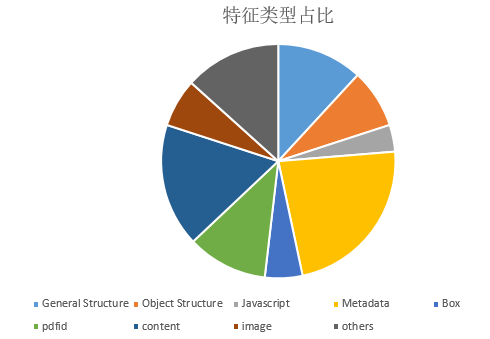 特征类型占比
General Structure Object Structure Javascript Metadata Box
pdfid content image others